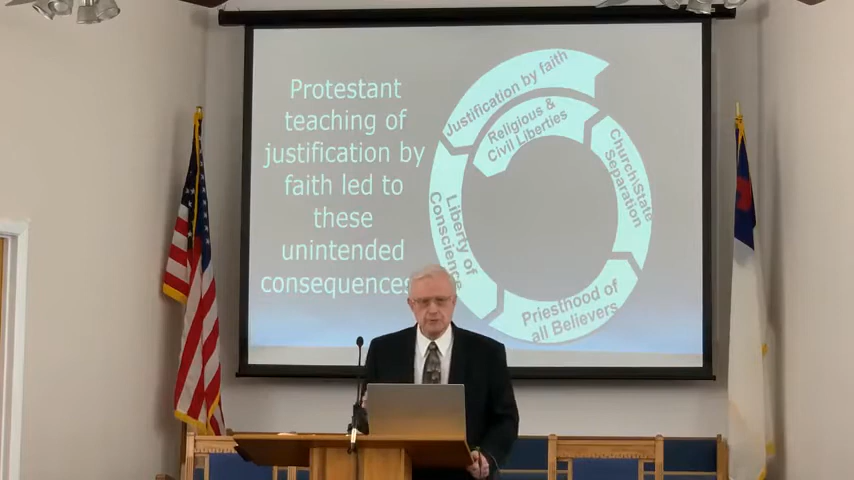 Protestant
teaching of
justification by
faith led to
these
unintended
consequences
Justification by faith
Religious &
Civil Liberties
Church\State
Separation
Liberty of
Conscience
Priesthood of
all Believers